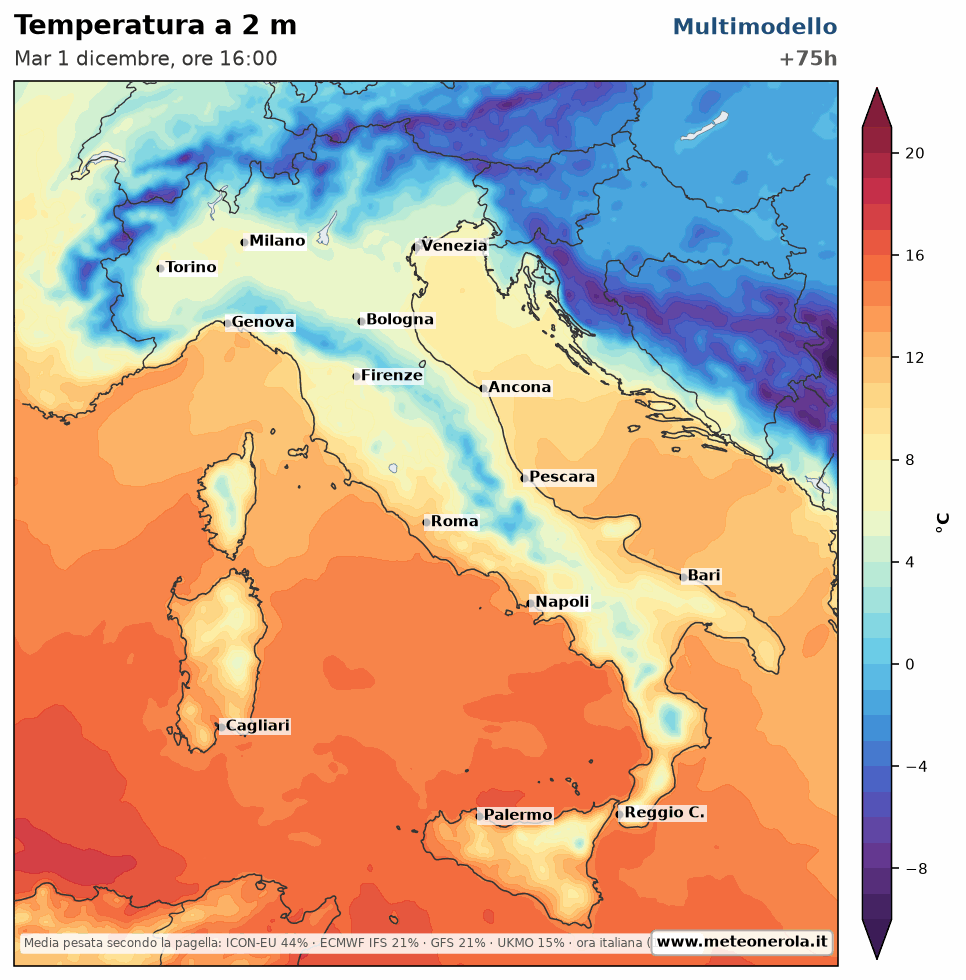 Temperatura a 2 m
Multimodello
Mar 1 dicembre, ore 16:00
+75h
20
16
12
8
4
0
−4
−8
°C
Milano
Venezia
Torino
Genova
Bologna
Firenze
Ancona
Pescara
Roma
Bari
Napoli
Cagliari
Palermo
Reggio C.
Media pesata secondo la pagella: ICON-EU 44% · ECMWF IFS 21% · GFS 21% · UKMO 15% · ora italiana (
www.meteonerola.it